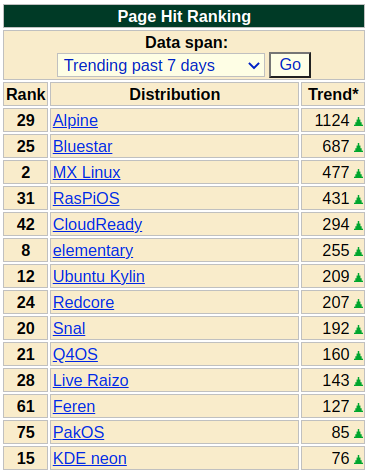 Page Hit Ranking
Data span:
Trending past 7 days Go
Rank Distribution Trend*
29 Alpine 1124
25 Bluestar 687
2 MX Linux 477
31 RasPiOS 431
42 CloudReady 294
8 elementary 255
12 Ubuntu Kylin 209
24 Redcore 207
20 Snal 192
21 Q4OS 160
28 Live Raizo 143
61 Feren 127
75 PakOS 85
15 KDE neon 76